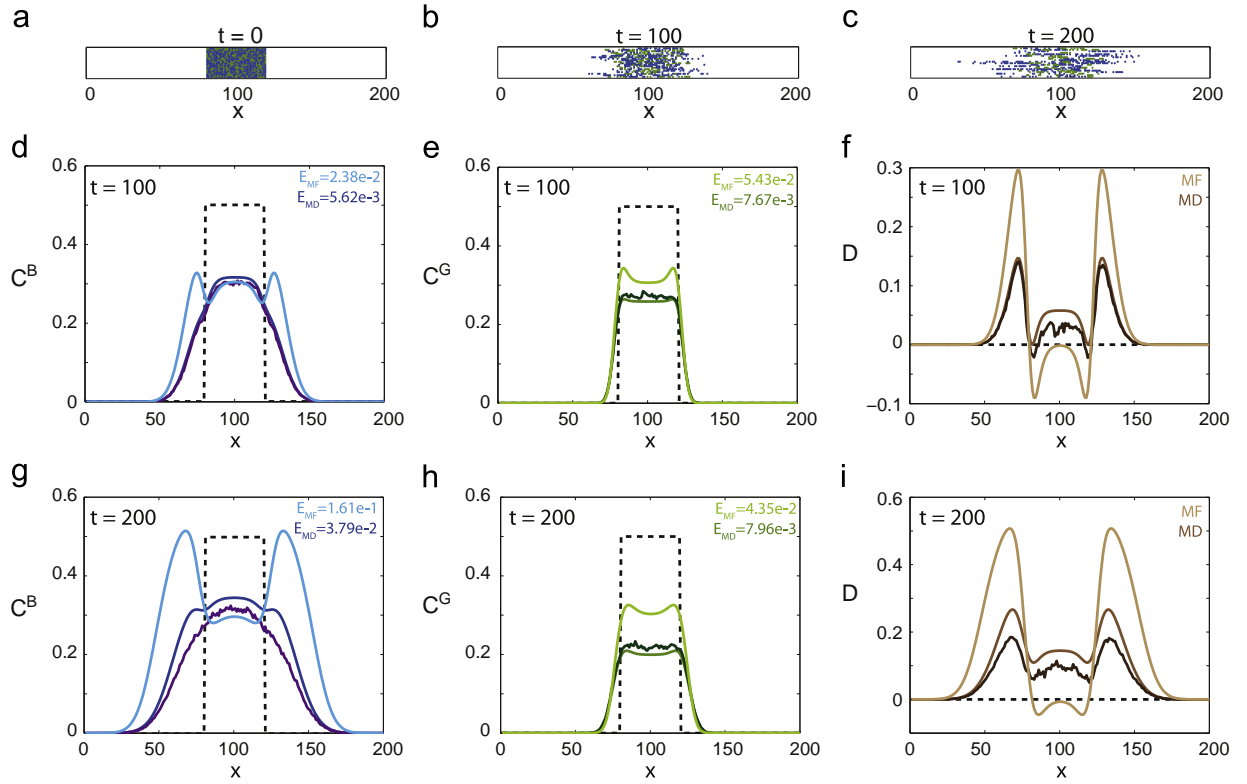 a
t = 0
0 100 200
x
b
t = 100
0 100 200
x
c
t = 200
0 100 200
x
d
t = 100
E_MF=2.38e-2
E_MD=5.62e-3
0.6
0.4
0.2
0
C^B
0 50 100 150 200
x
e
t = 100
E_MF=5.43e-2
E_MD=7.67e-3
0.6
0.4
0.2
0
C^G
0 50 100 150 200
x
f
t = 100
MF
MD
0.3
0.2
0.1
0
−0.1
D
0 50 100 150 200
x
g
t = 200
E_MF=1.61e-1
E_MD=3.79e-2
0.6
0.4
0.2
0
C^B
0 50 100 150 200
x
h
t = 200
E_MF=4.35e-2
E_MD=7.96e-3
0.6
0.4
0.2
0
C^G
0 50 100 150 200
x
i
t = 200
MF
MD
0.6
0.4
0.2
0
D
0 50 100 150 200
x